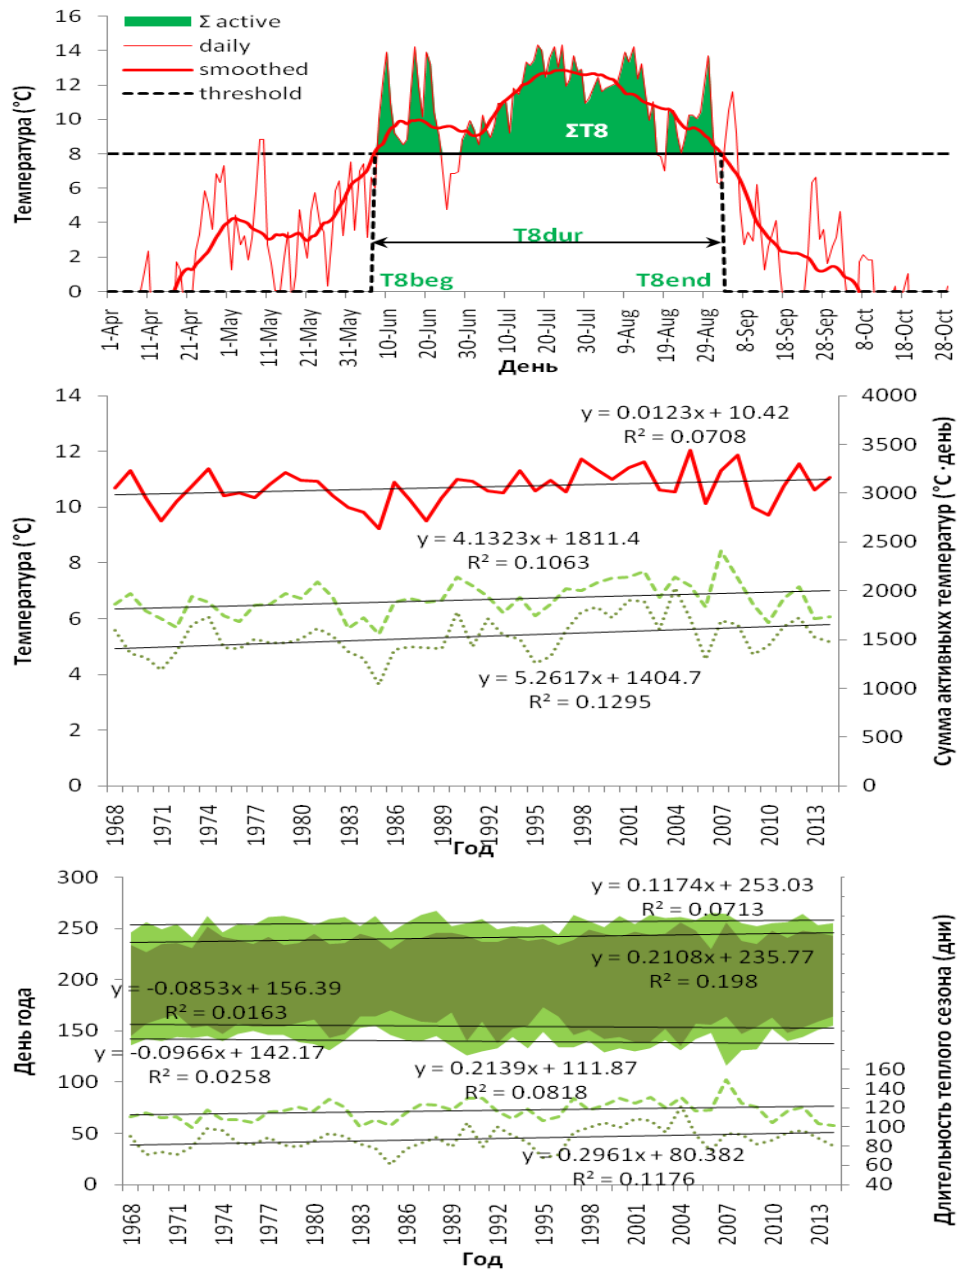 Температура (°С)
16
14
12
10
8
6
4
2
0
Σ active
daily
smoothed
threshold
ΣT8
T8dur
T8beg
T8end
1-Apr
11-Apr
21-Apr
1-May
11-May
21-May
31-May
10-Jun
20-Jun
30-Jun
10-Jul
20-Jul
30-Jul
9-Aug
19-Aug
29-Aug
8-Sep
18-Sep
28-Sep
8-Oct
18-Oct
28-Oct
День
Температура (°С)
14
12
10
8
6
4
2
0
y = 0.0123x + 10.42
R² = 0.0708
y = 4.1323x + 1811.4
R² = 0.1063
y = 5.2617x + 1404.7
R² = 0.1295
4000
3500
3000
2500
2000
1500
1000
500
0
Сумма активныхх температур (°С·день)
1968
1971
1974
1977
1980
1983
1986
1989
1992
1995
1998
2001
2004
2007
2010
2013
Год
День года
300
250
200
150
100
50
0
y = 0.1174x + 253.03
R² = 0.0713
y = 0.2108x + 235.77
R² = 0.198
y = -0.0853x + 156.39
R² = 0.0163
y = -0.0966x + 142.17
R² = 0.0258
y = 0.2139x + 111.87
R² = 0.0818
y = 0.2961x + 80.382
R² = 0.1176
160
140
120
100
80
60
40
Длительность теплого сезона (дни)
1968
1971
1974
1977
1980
1983
1986
1989
1992
1995
1998
2001
2004
2007
2010
2013
Год